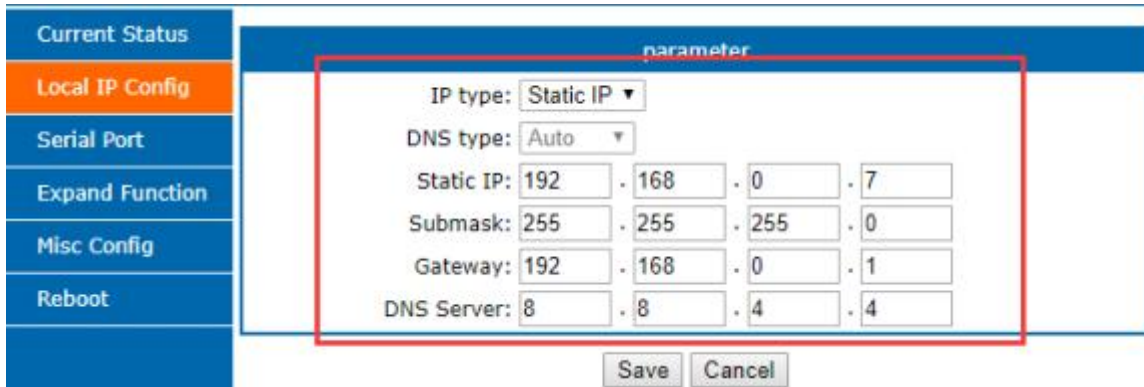 Current Status
Local IP Config
Serial Port
Expand Function
Misc Config
Reboot
parameter
IP type: Static IP
DNS type: Auto
Static IP: 192 . 168 . 0 . 7
Submask: 255 . 255 . 255 . 0
Gateway: 192 . 168 . 0 . 1
DNS Server: 8 . 8 . 4 . 4
Save Cancel